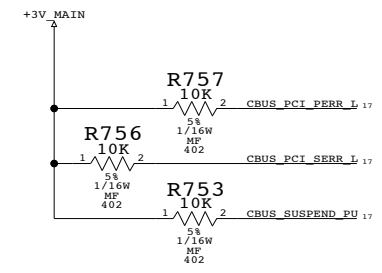 +3V_MAIN
R757
10K
1 2 CBUS_PCI_PERR_L 17
5%
1/16W
MF
402
R756
10K
1 2 CBUS_PCI_SERR_L 17
5%
1/16W
MF
402
R753
10K
1 2 CBUS_SUSPEND_PU 17
5%
1/16W
MF
402